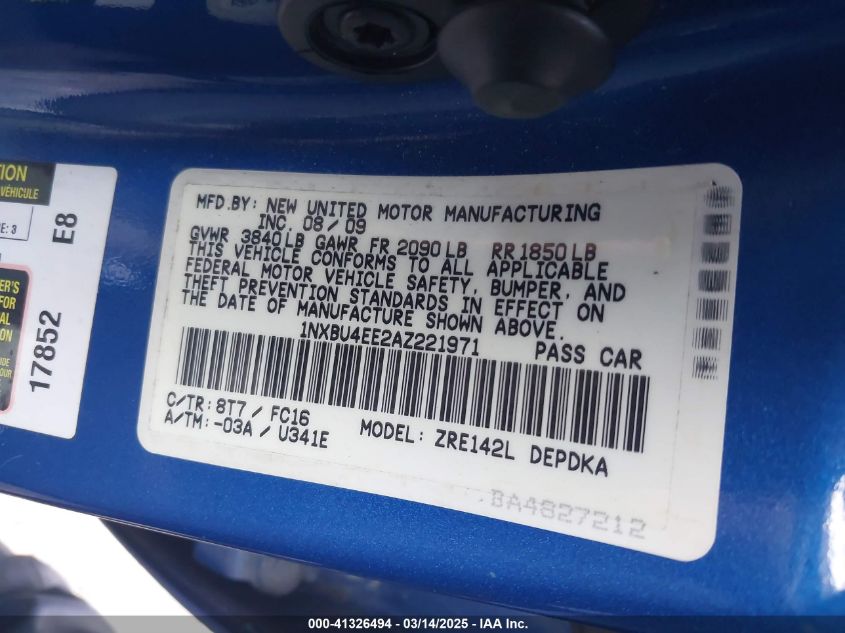 TION
VÉHICULE
E: 3
E8
17852
MFD.BY: NEW UNITED MOTOR MANUFACTURING
INC. 08/09
GVWR 3840LB GAWR FR 2090LB RR1850LB
THIS VEHICLE CONFORMS TO ALL APPLICABLE
FEDERAL MOTOR VEHICLE SAFETY, BUMPER, AND
THEFT PREVENTION STANDARDS IN EFFECT ON
THE DATE OF MANUFACTURE SHOWN ABOVE.
1NXBU4EE2AZ221971 PASS CAR
C/TR: 8T7 / FC16
A/TM: -03A / U341E MODEL: ZRE142L DEPDKA
BA4827212
000-41326494 — 03/14/2025 — IAA Inc.